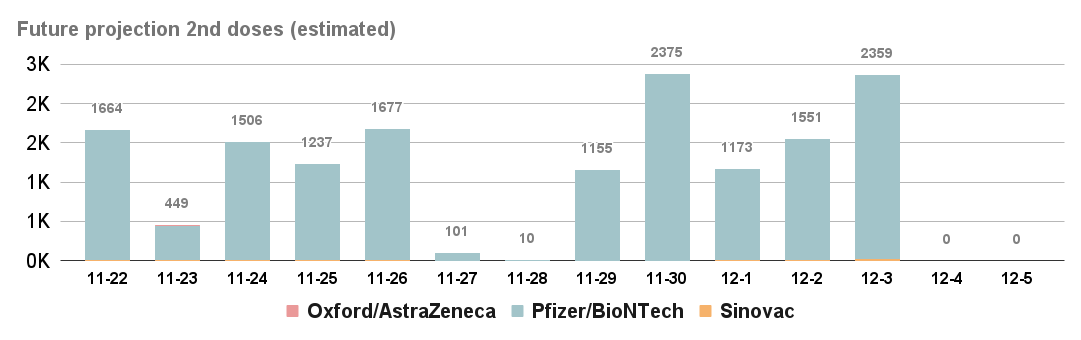 Future projection 2nd doses (estimated)
3K
2K
2K
1K
1K
0K
1664
449
1506
1237
1677
101
10
1155
2375
1173
1551
2359
0
0
11-22 11-23 11-24 11-25 11-26 11-27 11-28 11-29 11-30 12-1 12-2 12-3 12-4 12-5
Oxford/AstraZeneca Pfizer/BioNTech Sinovac